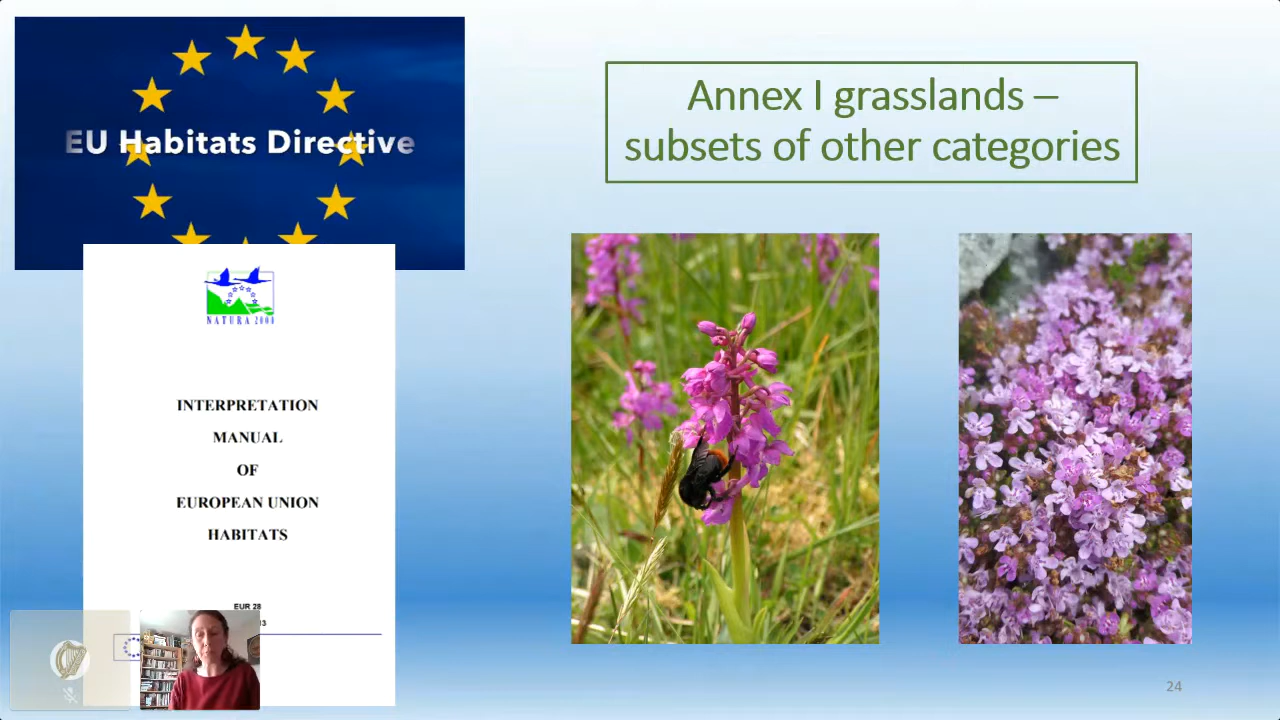 EU Habitats Directive
Annex I grasslands –
subsets of other categories
NATURA 2000
INTERPRETATION
MANUAL
OF
EUROPEAN UNION
HABITATS
EUR 28
24